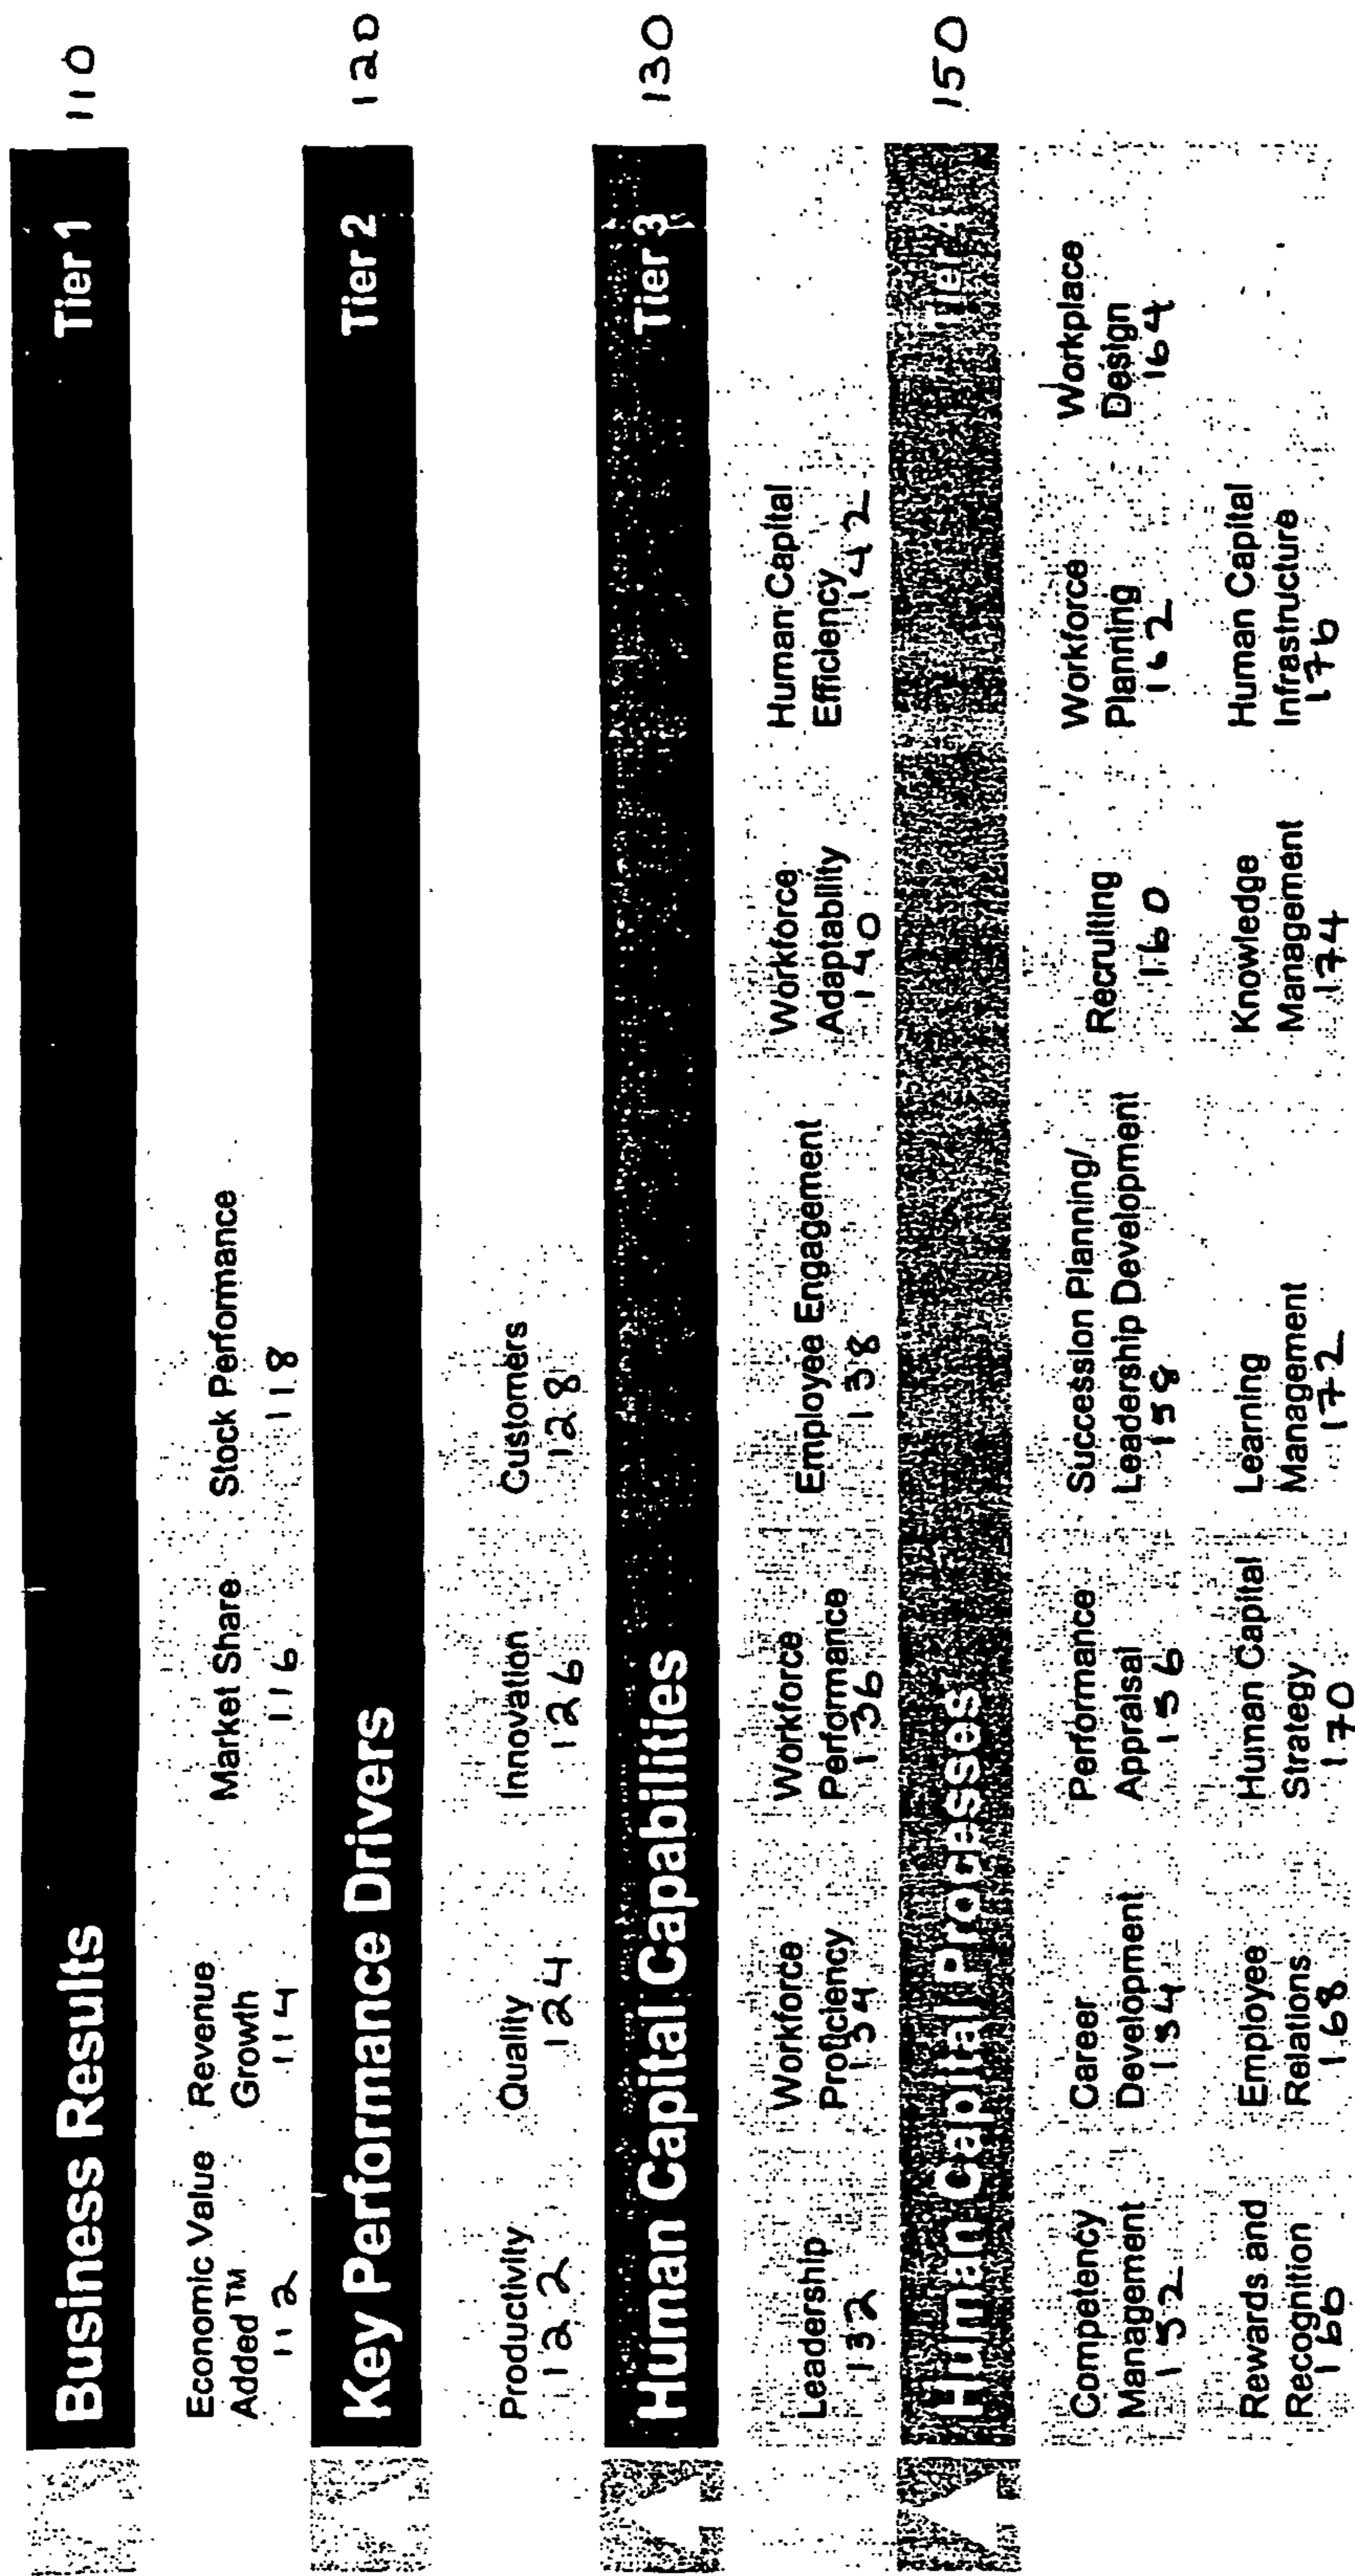 Business Results
Tier 1
110
Economic Value
Added™
112
Revenue
Growth
114
Market Share
116
Stock Performance
118
Key Performance Drivers
Tier 2
120
Productivity
122
Quality
124
Innovation
126
Customers
128
Human Capital Capabilities
Tier 3
130
Leadership
132
Workforce
Proficiency
134
Workforce
Performance
136
Employee Engagement
138
Workforce
Adaptability
140
Human Capital
Efficiency
142
Human Capital Processes
Tier 4
150
Competency
Management
152
Career
Development
154
Performance
Appraisal
156
Succession Planning/
Leadership Development
158
Recruiting
160
Workforce
Planning
162
Workplace
Design
164
Rewards and
Recognition
166
Employee
Relations
168
Human Capital
Strategy
170
Learning
Management
172
Knowledge
Management
174
Human Capital
Infrastructure
176